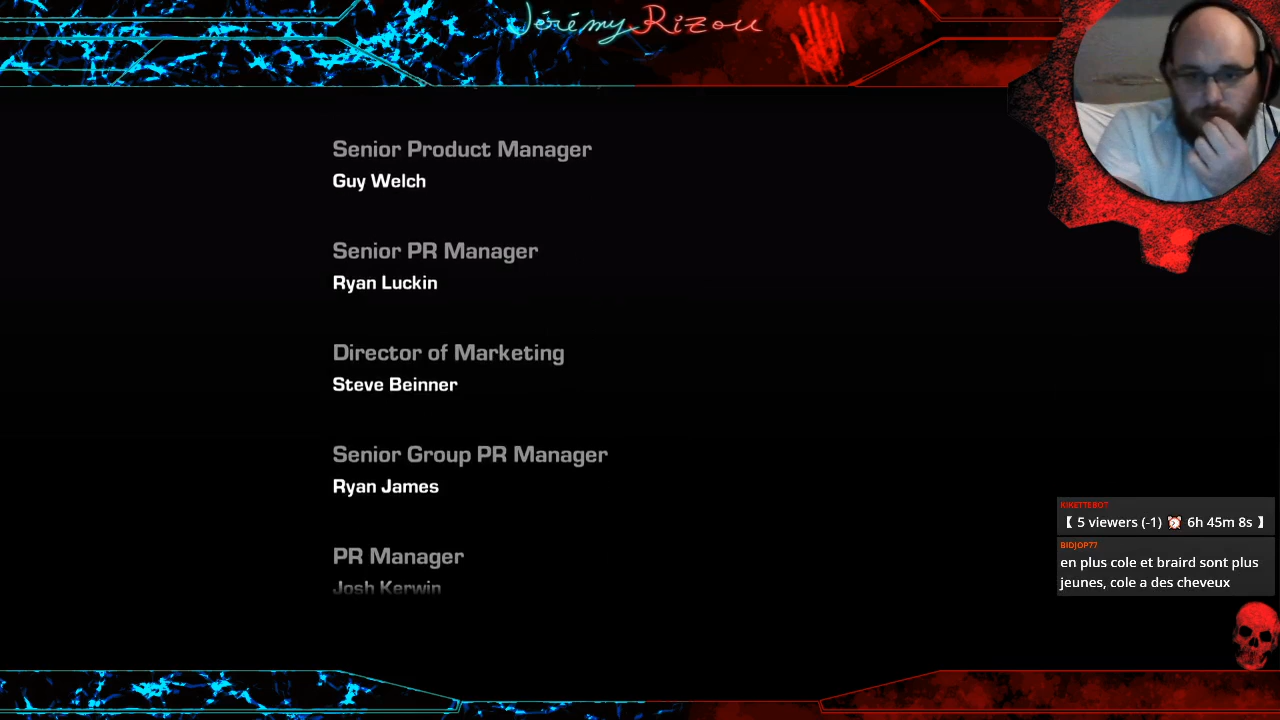 Jérémy Rizou
Senior Product Manager
Guy Welch
Senior PR Manager
Ryan Luckin
Director of Marketing
Steve Beinner
Senior Group PR Manager
Ryan James
PR Manager
Josh Kerwin
KIKETTEBOT
【 5 viewers (-1) ⏰ 6h 45m 8s 】
BIDJOP77
en plus cole et braird sont plus
jeunes, cole a des cheveux